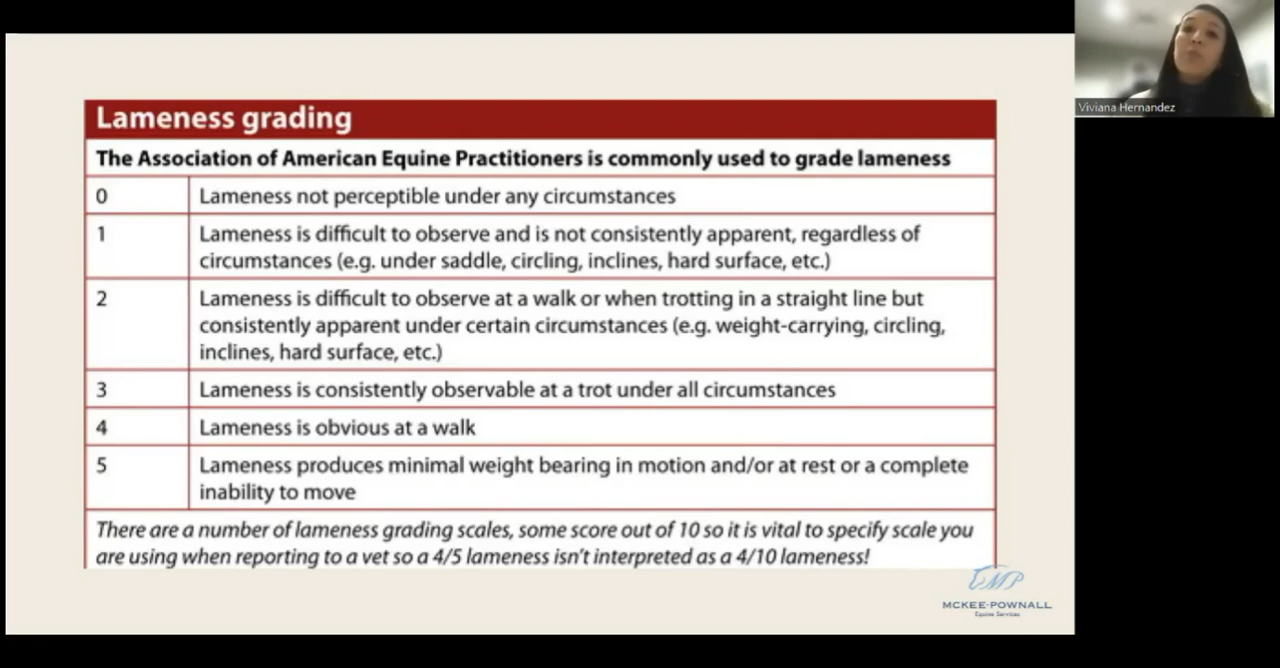 Lameness grading
The Association of American Equine Practitioners is commonly used to grade lameness
0 Lameness not perceptible under any circumstances
1 Lameness is difficult to observe and is not consistently apparent, regardless of
circumstances (e.g. under saddle, circling, inclines, hard surface, etc.)
2 Lameness is difficult to observe at a walk or when trotting in a straight line but
consistently apparent under certain circumstances (e.g. weight-carrying, circling,
inclines, hard surface, etc.)
3 Lameness is consistently observable at a trot under all circumstances
4 Lameness is obvious at a walk
5 Lameness produces minimal weight bearing in motion and/or at rest or a complete
inability to move
There are a number of lameness grading scales, some score out of 10 so it is vital to specify scale you
are using when reporting to a vet so a 4/5 lameness isn't interpreted as a 4/10 lameness!
MP
MCKEE-POWNALL
Equine Services
Viviana Hernandez